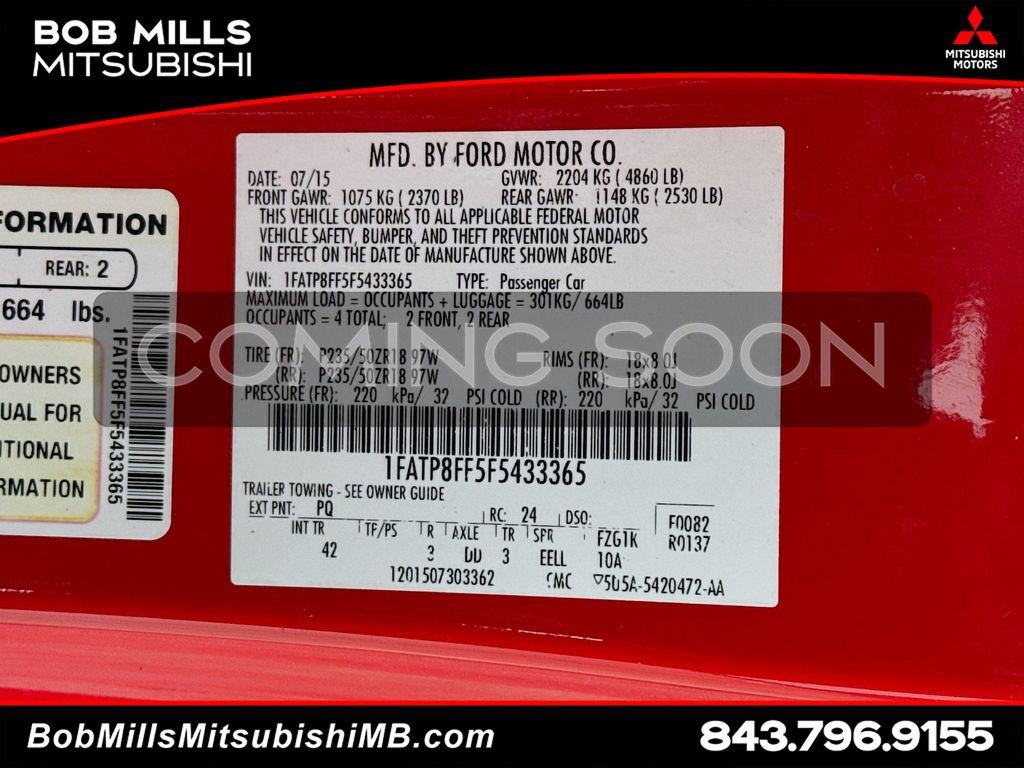 BOB MILLS
MITSUBISHI
MITSUBISHI
MOTORS
FORMATION
REAR: 2
664 lbs.
OWNERS
UAL FOR
ITIONAL
RMATION
1FATP8FF5F5433365
MFD. BY FORD MOTOR CO.
DATE: 07/15 GVWR: 2204 KG ( 4860 LB)
FRONT GAWR: 1075 KG ( 2370 LB) REAR GAWR: 1148 KG ( 2530 LB)
THIS VEHICLE CONFORMS TO ALL APPLICABLE FEDERAL MOTOR
VEHICLE SAFETY, BUMPER, AND THEFT PREVENTION STANDARDS
IN EFFECT ON THE DATE OF MANUFACTURE SHOWN ABOVE.
VIN: 1FATP8FF5F5433365 TYPE: Passenger Car
MAXIMUM LOAD = OCCUPANTS + LUGGAGE = 301KG/ 664LB
OCCUPANTS = 4 TOTAL; 2 FRONT, 2 REAR
COMING SOON
TIRE (FR): P235/50ZR18 97W RIMS (FR): 18x8.0J
(RR): P235/50ZR18 97W (RR): 18x8.0J
PRESSURE (FR): 220 kPa/ 32 PSI COLD (RR): 220 kPa/ 32 PSI COLD
1FATP8FF5F5433365
TRAILER TOWING - SEE OWNER GUIDE
EXT PNT: PQ RC: 24 DSO: F0082
INT TR TF/PS R AXLE TR SPR FZG1K R0137
42 3 DD 3 EELL 10A
1201507303362 5U5A-5420472-AA
BobMillsMitsubishiMB.com
843.796.9155